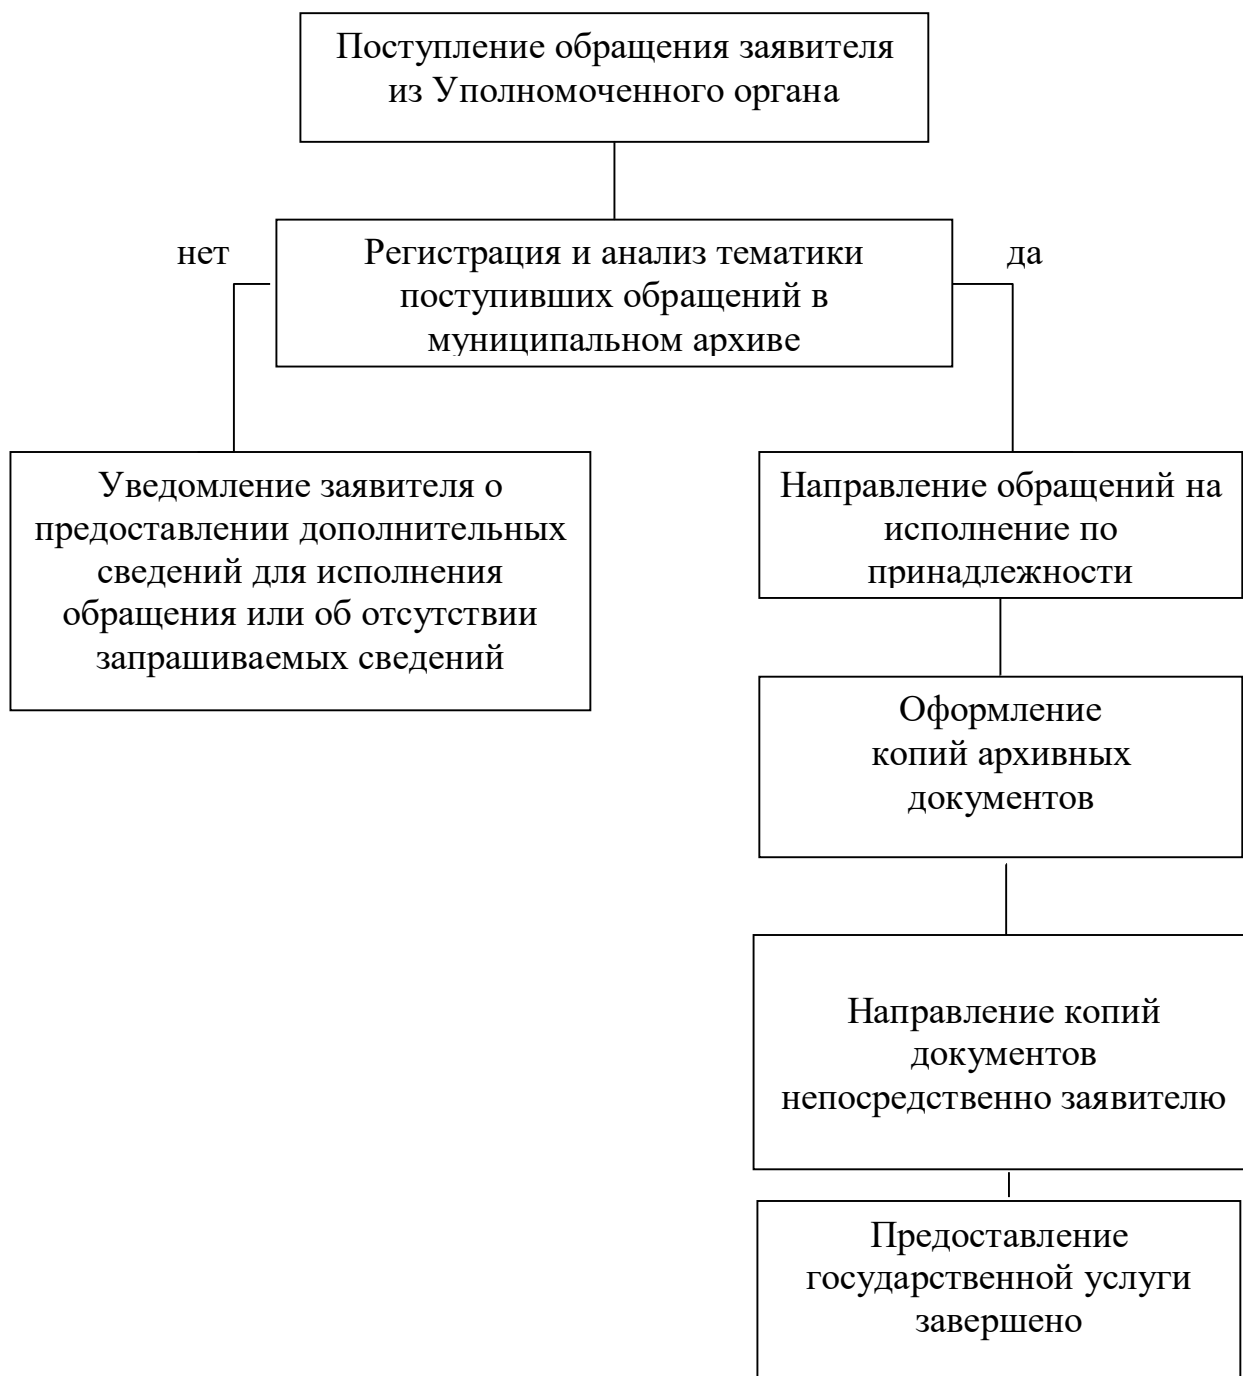 Поступление обращения заявителя
из Уполномоченного органа
нет
да
Регистрация и анализ тематики
поступивших обращений в
муниципальном архиве
Уведомление заявителя о
предоставлении дополнительных
сведений для исполнения
обращения или об отсутствии
запрашиваемых сведений
Направление обращений на
исполнение по
принадлежности
Оформление
копий архивных
документов
Направление копий
документов
непосредственно заявителю
Предоставление
государственной услуги
завершено